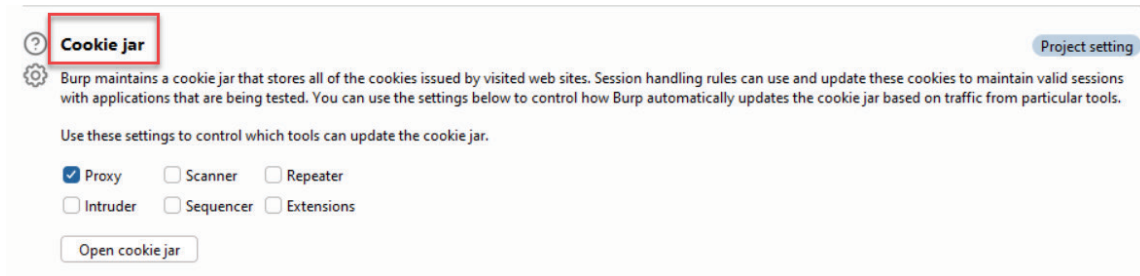 Cookie jar
Project setting
Burp maintains a cookie jar that stores all of the cookies issued by visited web sites. Session handling rules can use and update these cookies to maintain valid sessions
with applications that are being tested. You can use the settings below to control how Burp automatically updates the cookie jar based on traffic from particular tools.
Use these settings to control which tools can update the cookie jar.
Proxy Scanner Repeater
Intruder Sequencer Extensions
Open cookie jar